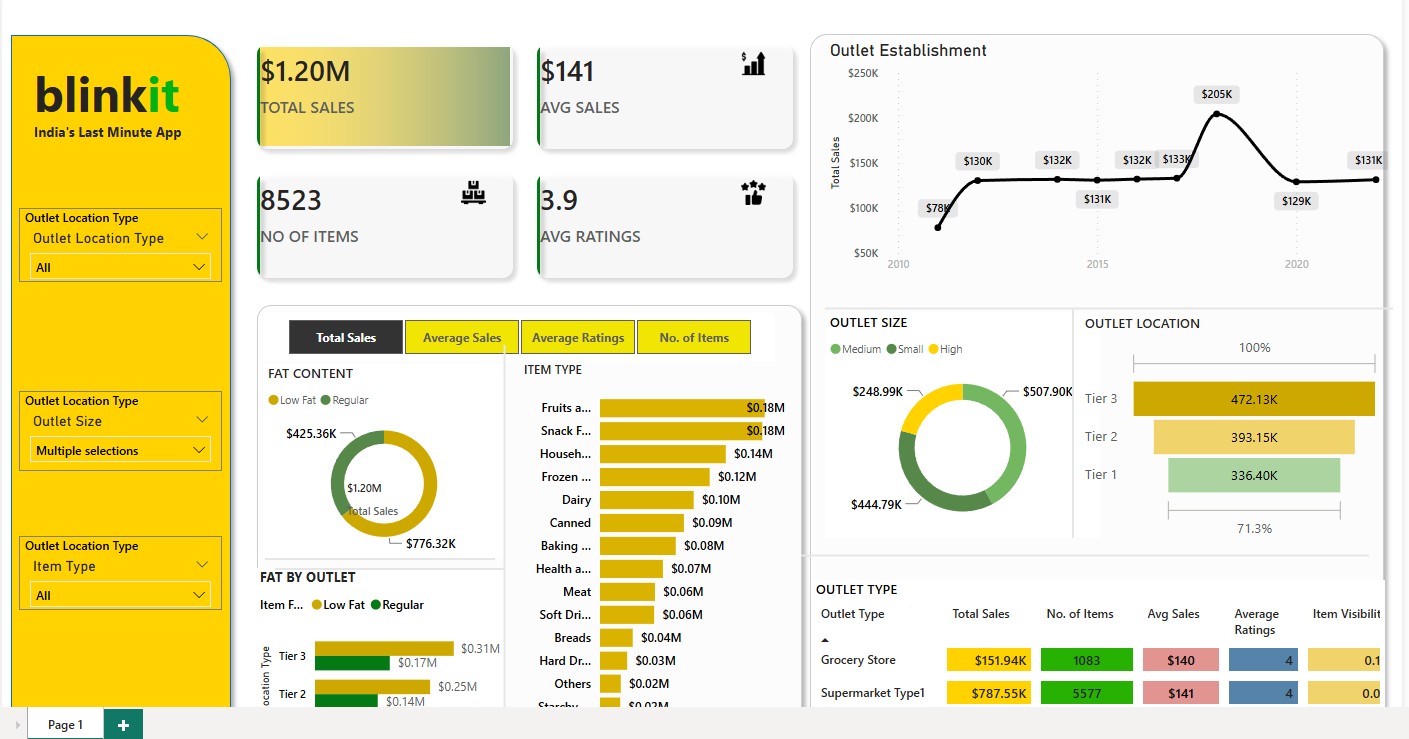 blinkit
India's Last Minute App
Outlet Location Type
Outlet Location Type
All
Outlet Location Type
Outlet Size
Multiple selections
Outlet Location Type
Item Type
All
$1.20M
TOTAL SALES
$141
AVG SALES
8523
NO OF ITEMS
3.9
AVG RATINGS
Total Sales
Average Sales
Average Ratings
No. of Items
FAT CONTENT
Low Fat Regular
$425.36K
$1.20M
Total Sales
$776.32K
FAT BY OUTLET
Item F... Low Fat Regular
ocation Type
Tier 3
$0.31M
$0.17M
Tier 2
$0.25M
$0.14M
ITEM TYPE
Fruits a... $0.18M
Snack F... $0.18M
Househ... $0.14M
Frozen ... $0.12M
Dairy $0.10M
Canned $0.09M
Baking ... $0.08M
Health a... $0.07M
Meat $0.06M
Soft Dri... $0.06M
Breads $0.04M
Hard Dr... $0.03M
Others $0.02M
Starchy ... $0.02M
Outlet Establishment
Total Sales
$250K
$200K
$150K
$100K
$50K
$78K
$130K
$132K
$131K
$132K
$133K
$205K
$129K
$131K
2010 2015 2020
OUTLET SIZE
Medium Small High
$248.99K
$507.90K
$444.79K
OUTLET LOCATION
100%
Tier 3 472.13K
Tier 2 393.15K
Tier 1 336.40K
71.3%
OUTLET TYPE
Outlet Type Total Sales No. of Items Avg Sales Average Ratings Item Visibilit
Grocery Store $151.94K 1083 $140 4 0.1
Supermarket Type1 $787.55K 5577 $141 4 0.0
Page 1
+